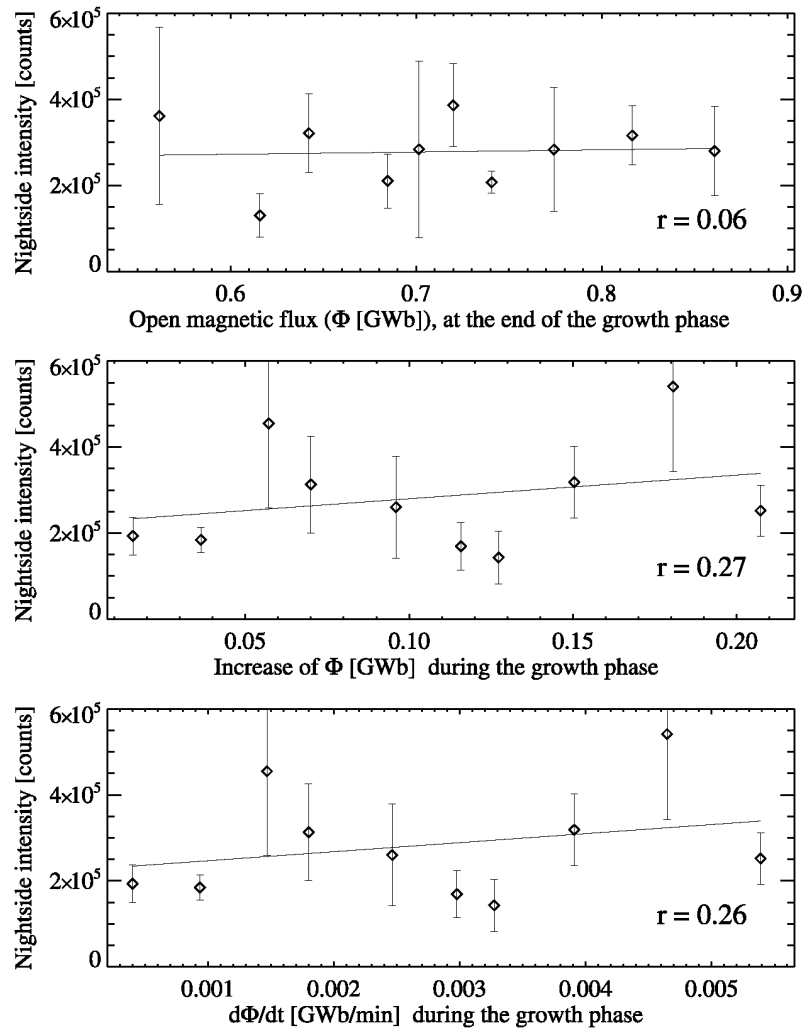 Nightside intensity [counts]
6×10⁵
4×10⁵
2×10⁵
0
r = 0.06
0.6 0.7 0.8 0.9
Open magnetic flux (Φ [GWb]), at the end of the growth phase
Nightside intensity [counts]
6×10⁵
4×10⁵
2×10⁵
0
r = 0.27
0.05 0.10 0.15 0.20
Increase of Φ [GWb] during the growth phase
Nightside intensity [counts]
6×10⁵
4×10⁵
2×10⁵
0
r = 0.26
0.001 0.002 0.003 0.004 0.005
dΦ/dt [GWb/min] during the growth phase